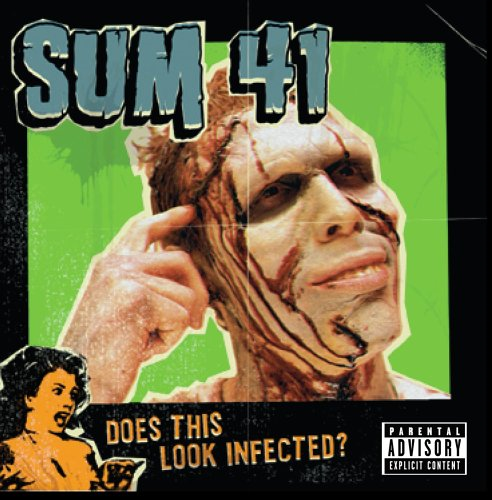 SUM 41
DOES THIS
LOOK INFECTED?
PARENTAL
ADVISORY
EXPLICIT CONTENT